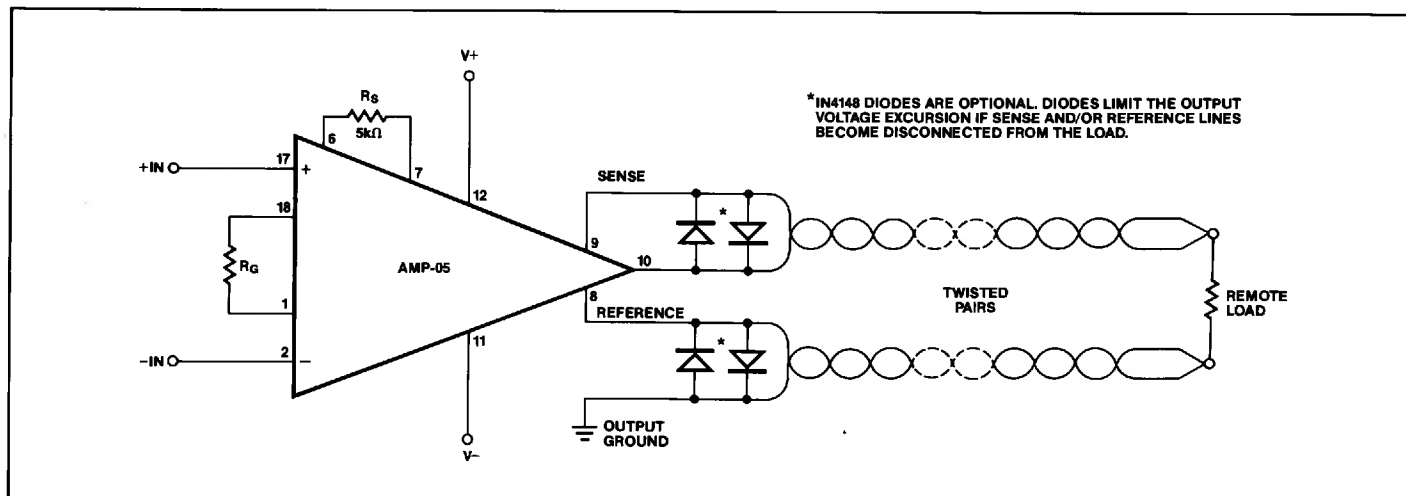 V+
RS
5kΩ
6
7
*IN4148 DIODES ARE OPTIONAL. DIODES LIMIT THE OUTPUT
VOLTAGE EXCURSION IF SENSE AND/OR REFERENCE LINES
BECOME DISCONNECTED FROM THE LOAD.
+IN
17
+
12
SENSE
18
*
9
RG
AMP-05
10
8
TWISTED
PAIRS
REMOTE
LOAD
1
REFERENCE
-IN
2
-
11
*
OUTPUT
GROUND
V-